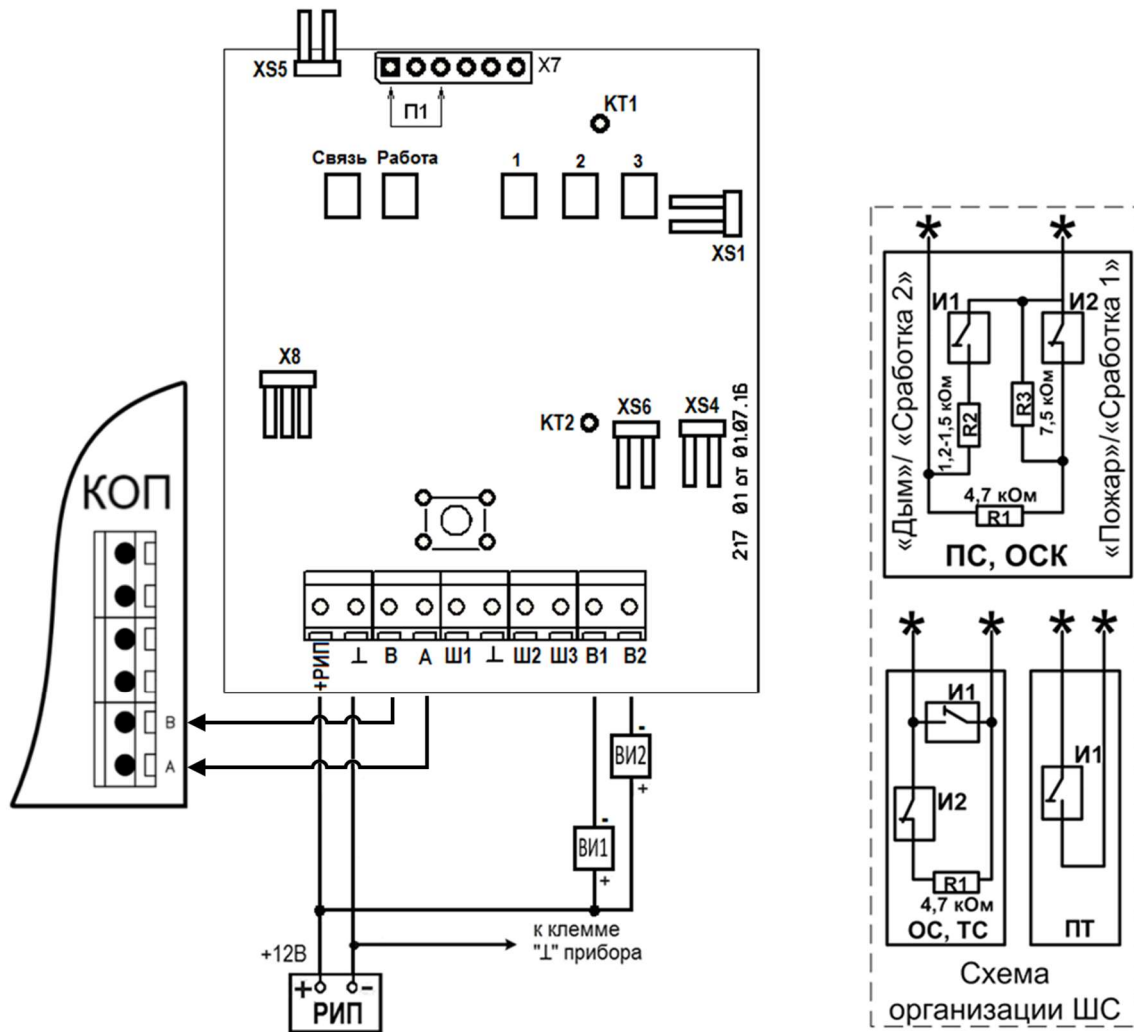 XS5
X7
П1
KT1
Связь Работа 1 2 3
XS1
X8
KT2
XS6 XS4
217 01 от 01.07.16
КОП
B
A
+РИП ⊥ B A Ш1 ⊥ Ш2 Ш3 B1 B2
-
ВИ2
+
-
ВИ1
+
+12В
к клемме
"⊥" прибора
+ -
РИП
* *
«Дым»/ «Сработка 2»
И1 И2
1,2-1,5 кОм
R2
R3
7,5 кОм
4,7 кОм
R1
«Пожар»/«Сработка 1»
ПС, ОСК
* * * *
И1
И2
R1
4,7 кОм
ОС, ТС
И1
ПТ
Схема
организации ШС